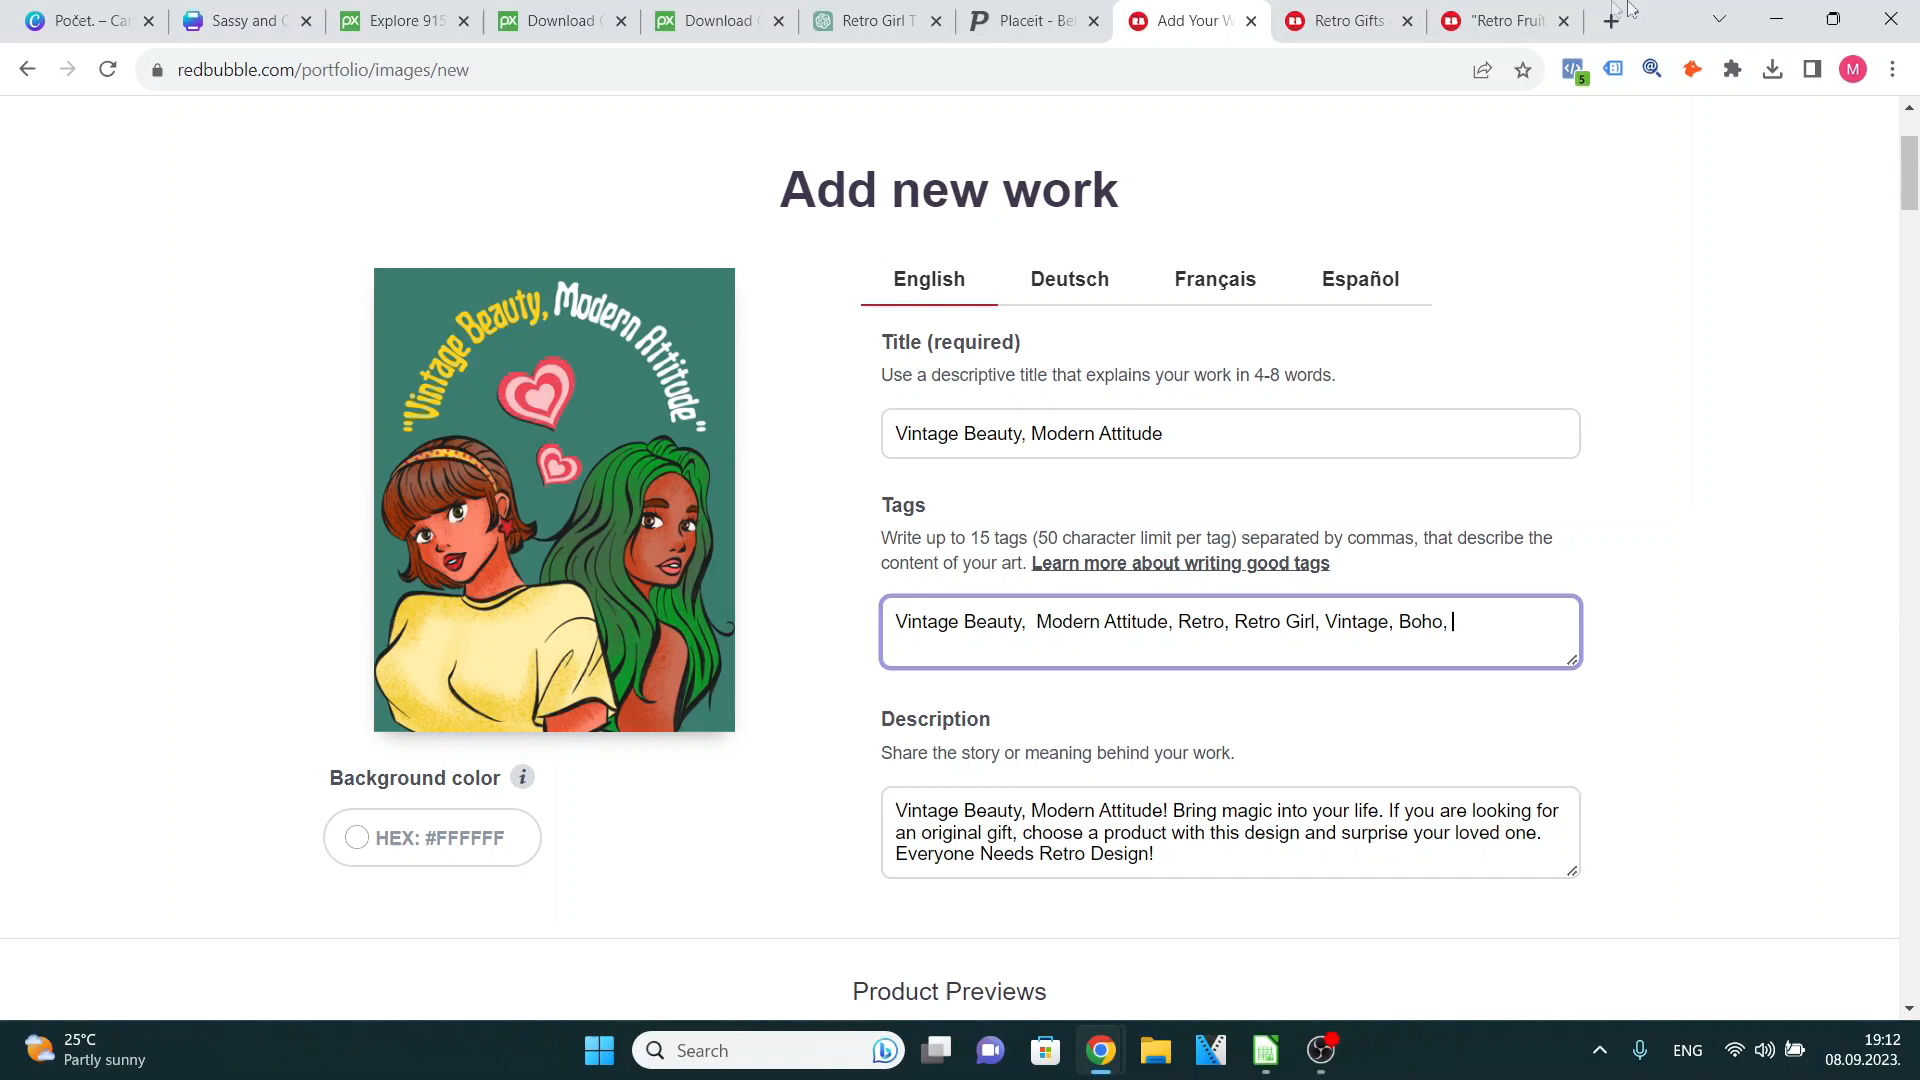 Počet. – Ca
Sassy and C
Explore 915
Download
Download
Retro Girl T
Placeit - Be
Add Your W
Retro Gifts
"Retro Fruit
redbubble.com/portfolio/images/new
5
M
Add new work
"Vintage Beauty, Modern Attitude"
English Deutsch Français Español
Title (required)
Use a descriptive title that explains your work in 4-8 words.
Vintage Beauty, Modern Attitude
Tags
Write up to 15 tags (50 character limit per tag) separated by commas, that describe the
content of your art. Learn more about writing good tags
Vintage Beauty,  Modern Attitude, Retro, Retro Girl, Vintage, Boho,
Description
Share the story or meaning behind your work.
Background color
HEX: #FFFFFF
Vintage Beauty, Modern Attitude! Bring magic into your life. If you are looking for
an original gift, choose a product with this design and surprise your loved one.
Everyone Needs Retro Design!
Product Previews
25°C
Partly sunny
Search
ENG
19:12
08.09.2023.